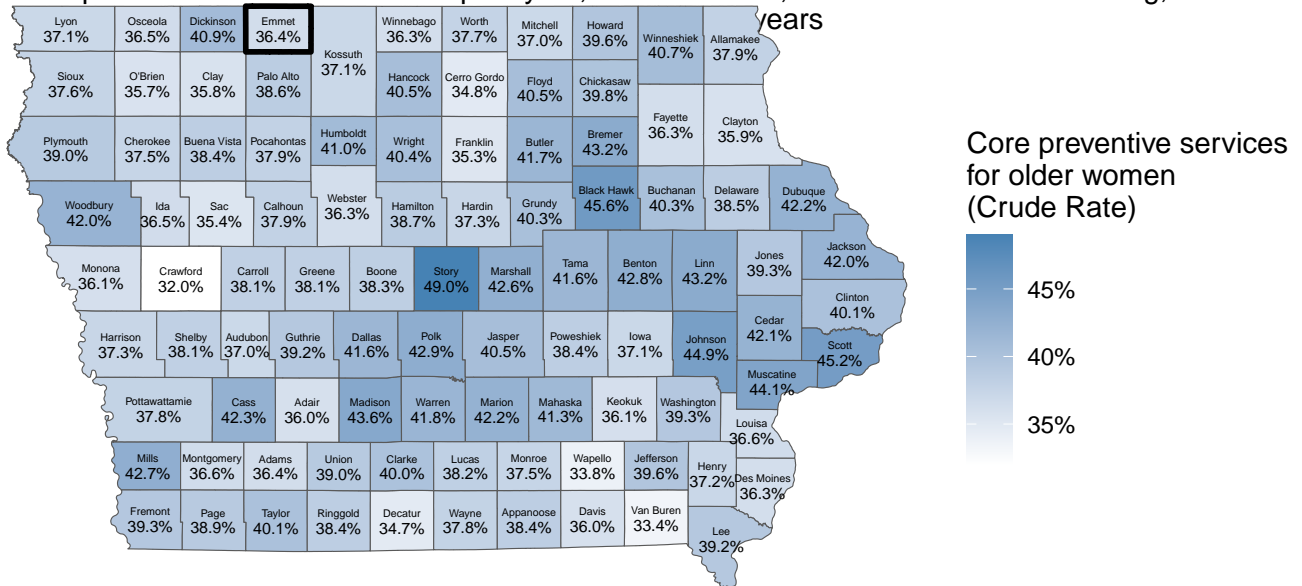 years
Lyon
37.1%
Osceola
36.5%
Dickinson
40.9%
Emmet
36.4%
Kossuth
37.1%
Winnebago
36.3%
Worth
37.7%
Mitchell
37.0%
Howard
39.6%
Winneshiek
40.7%
Allamakee
37.9%
Sioux
37.6%
O'Brien
35.7%
Clay
35.8%
Palo Alto
38.6%
Hancock
40.5%
Cerro Gordo
34.8%
Floyd
40.5%
Chickasaw
39.8%
Fayette
36.3%
Clayton
35.9%
Plymouth
39.0%
Cherokee
37.5%
Buena Vista
38.4%
Pocahontas
37.9%
Humboldt
41.0%
Wright
40.4%
Franklin
35.3%
Butler
41.7%
Bremer
43.2%
Woodbury
42.0%
Ida
36.5%
Sac
35.4%
Calhoun
37.9%
Webster
36.3%
Hamilton
38.7%
Hardin
37.3%
Grundy
40.3%
Black Hawk
45.6%
Buchanan
40.3%
Delaware
38.5%
Dubuque
42.2%
Monona
36.1%
Crawford
32.0%
Carroll
38.1%
Greene
38.1%
Boone
38.3%
Story
49.0%
Marshall
42.6%
Tama
41.6%
Benton
42.8%
Linn
43.2%
Jones
39.3%
Jackson
42.0%
Clinton
40.1%
Harrison
37.3%
Shelby
38.1%
Audubon
37.0%
Guthrie
39.2%
Dallas
41.6%
Polk
42.9%
Jasper
40.5%
Poweshiek
38.4%
Iowa
37.1%
Johnson
44.9%
Cedar
42.1%
Scott
45.2%
Muscatine
44.1%
Pottawattamie
37.8%
Cass
42.3%
Adair
36.0%
Madison
43.6%
Warren
41.8%
Marion
42.2%
Mahaska
41.3%
Keokuk
36.1%
Washington
39.3%
Louisa
36.6%
Mills
42.7%
Montgomery
36.6%
Adams
36.4%
Union
39.0%
Clarke
40.0%
Lucas
38.2%
Monroe
37.5%
Wapello
33.8%
Jefferson
39.6%
Henry
37.2%
Des Moines
36.3%
Fremont
39.3%
Page
38.9%
Taylor
40.1%
Ringgold
38.4%
Decatur
34.7%
Wayne
37.8%
Appanoose
38.4%
Davis
36.0%
Van Buren
33.4%
Lee
39.2%
Core preventive services
for older women
(Crude Rate)
45%
40%
35%